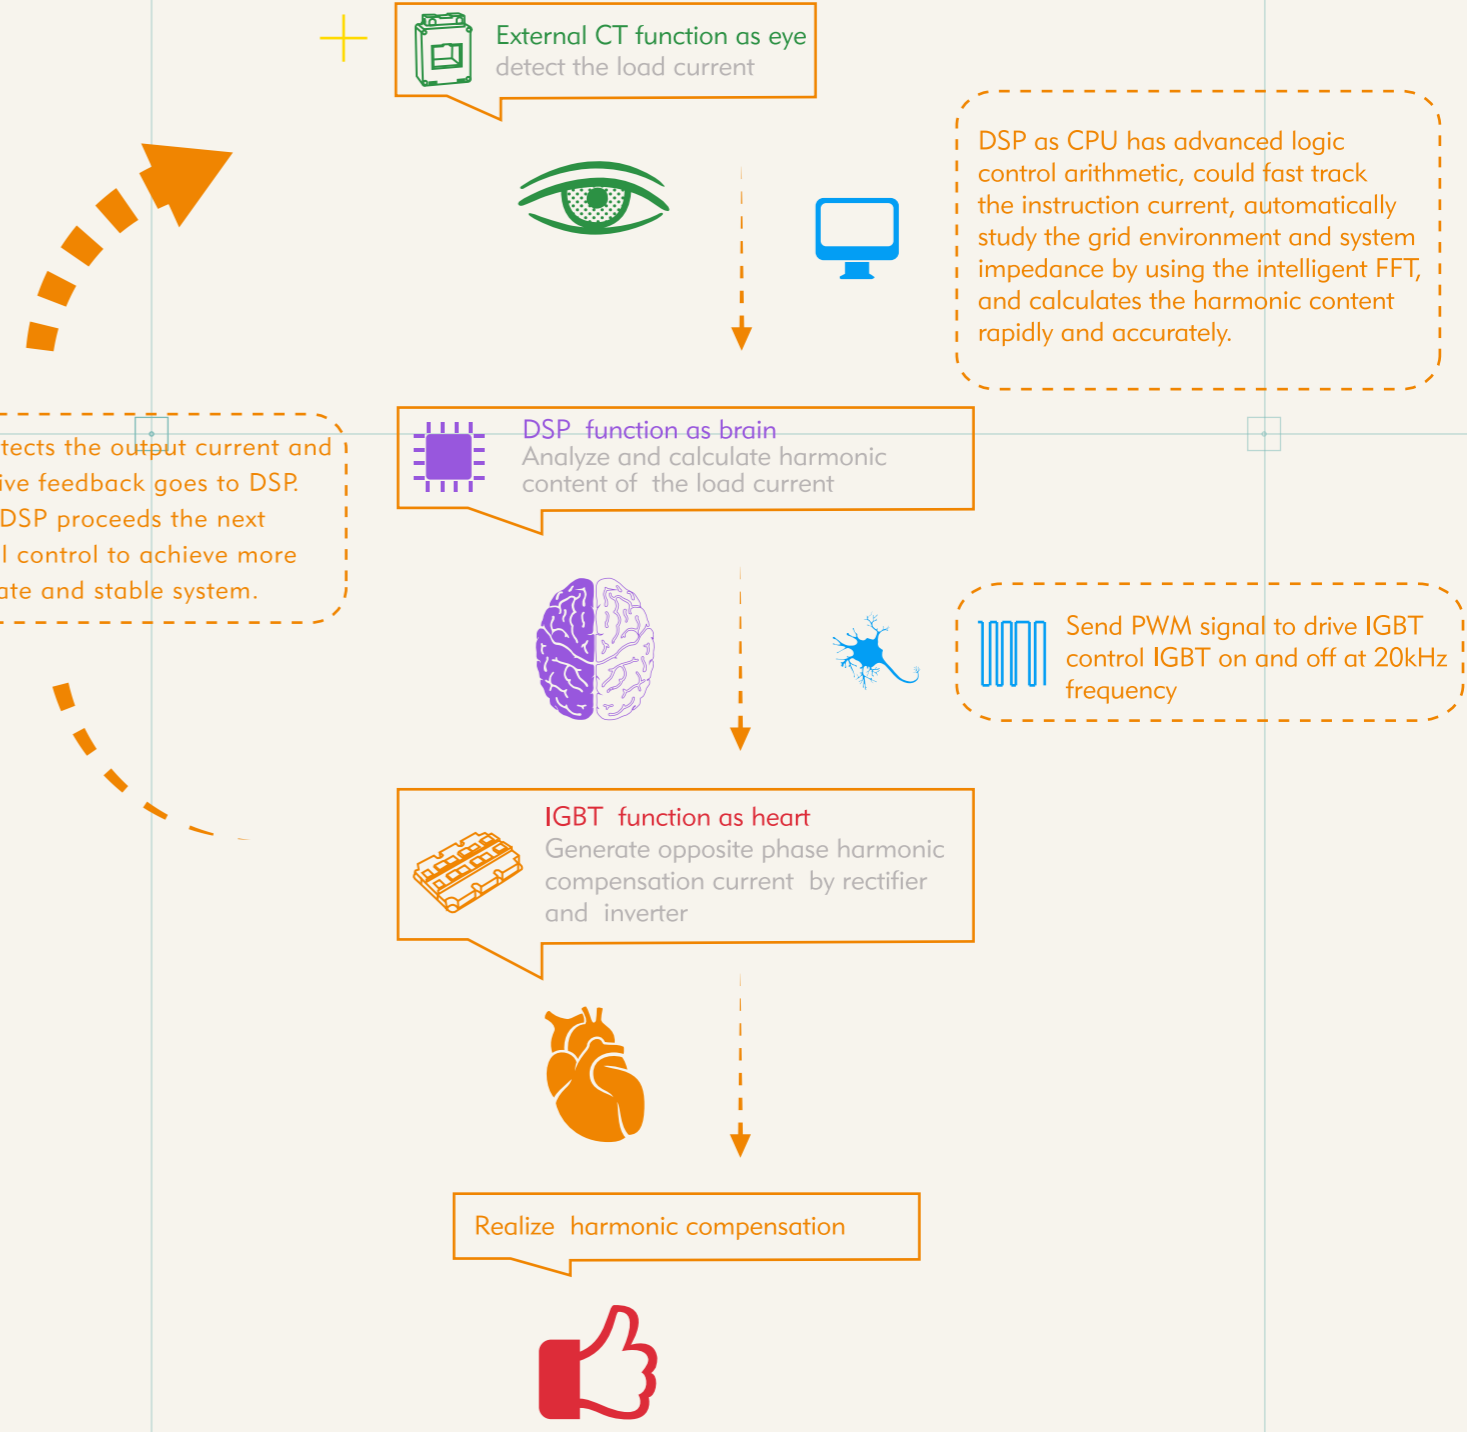 External CT function as eye
detect the load current
DSP as CPU has advanced logic
control arithmetic, could fast track
the instruction current, automatically
study the grid environment and system
impedance by using the intelligent FFT,
and calculates the harmonic content
rapidly and accurately.
DSP function as brain
Analyze and calculate harmonic
content of the load current
the output current and
feedback goes to DSP.
DSP proceeds the next
control to achieve more
and stable system.
Send PWM signal to drive IGBT
control IGBT on and off at 20kHz
frequency
IGBT function as heart
Generate opposite phase harmonic
compensation current by rectifier
and inverter
Realize harmonic compensation